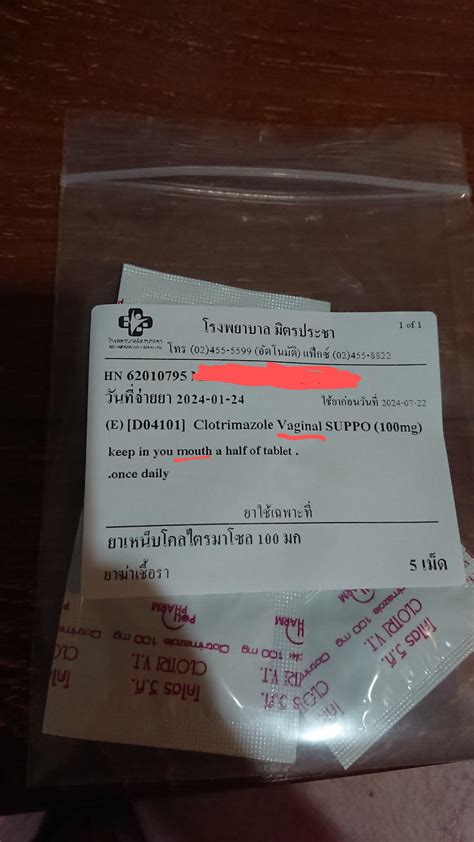 โรงพยาบาล มิตรประชา
1 of 1
โทร (02)455-5599 (อัตโนมัติ) แฟ็กซ์ (02)455-8822
HN 62010795
วันที่จ่ายยา 2024-01-24
ใช้ยาก่อนวันที่ 2024-07-22
(E) [D04101] Clotrimazole Vaginal SUPPO (100mg)
keep in you mouth a half of tablet .
.once daily
ยาใช้เฉพาะที่
ยาเหน็บโคลไตรมาโซล 100 มก
ยาฆ่าเชื้อรา
5 เม็ด
PHARM
Clotrimazole 100 mg
CLOTRI V.T.